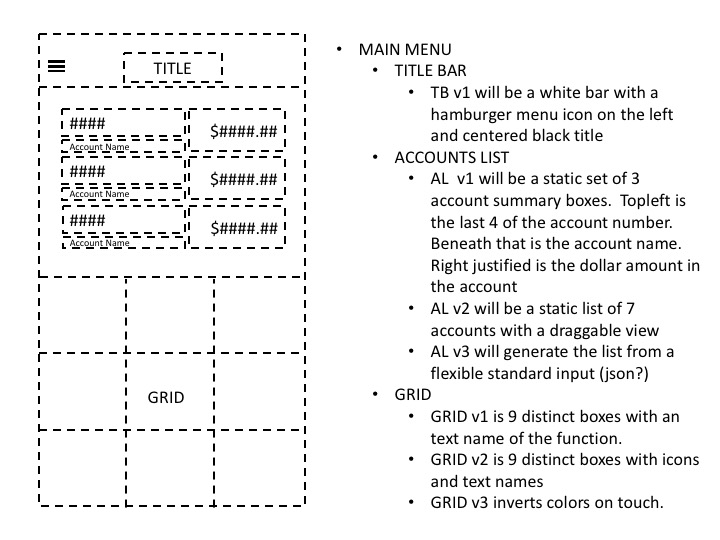 TITLE
####
Account Name
$####.##
####
Account Name
$####.##
####
Account Name
$####.##
GRID
• MAIN MENU
• TITLE BAR
• TB v1 will be a white bar with a
hamburger menu icon on the left
and centered black title
• ACCOUNTS LIST
• AL v1 will be a static set of 3
account summary boxes. Topleft is
the last 4 of the account number.
Beneath that is the account name.
Right justified is the dollar amount in
the account
• AL v2 will be a static list of 7
accounts with a draggable view
• AL v3 will generate the list from a
flexible standard input (json?)
• GRID
• GRID v1 is 9 distinct boxes with an
text name of the function.
• GRID v2 is 9 distinct boxes with icons
and text names
• GRID v3 inverts colors on touch.